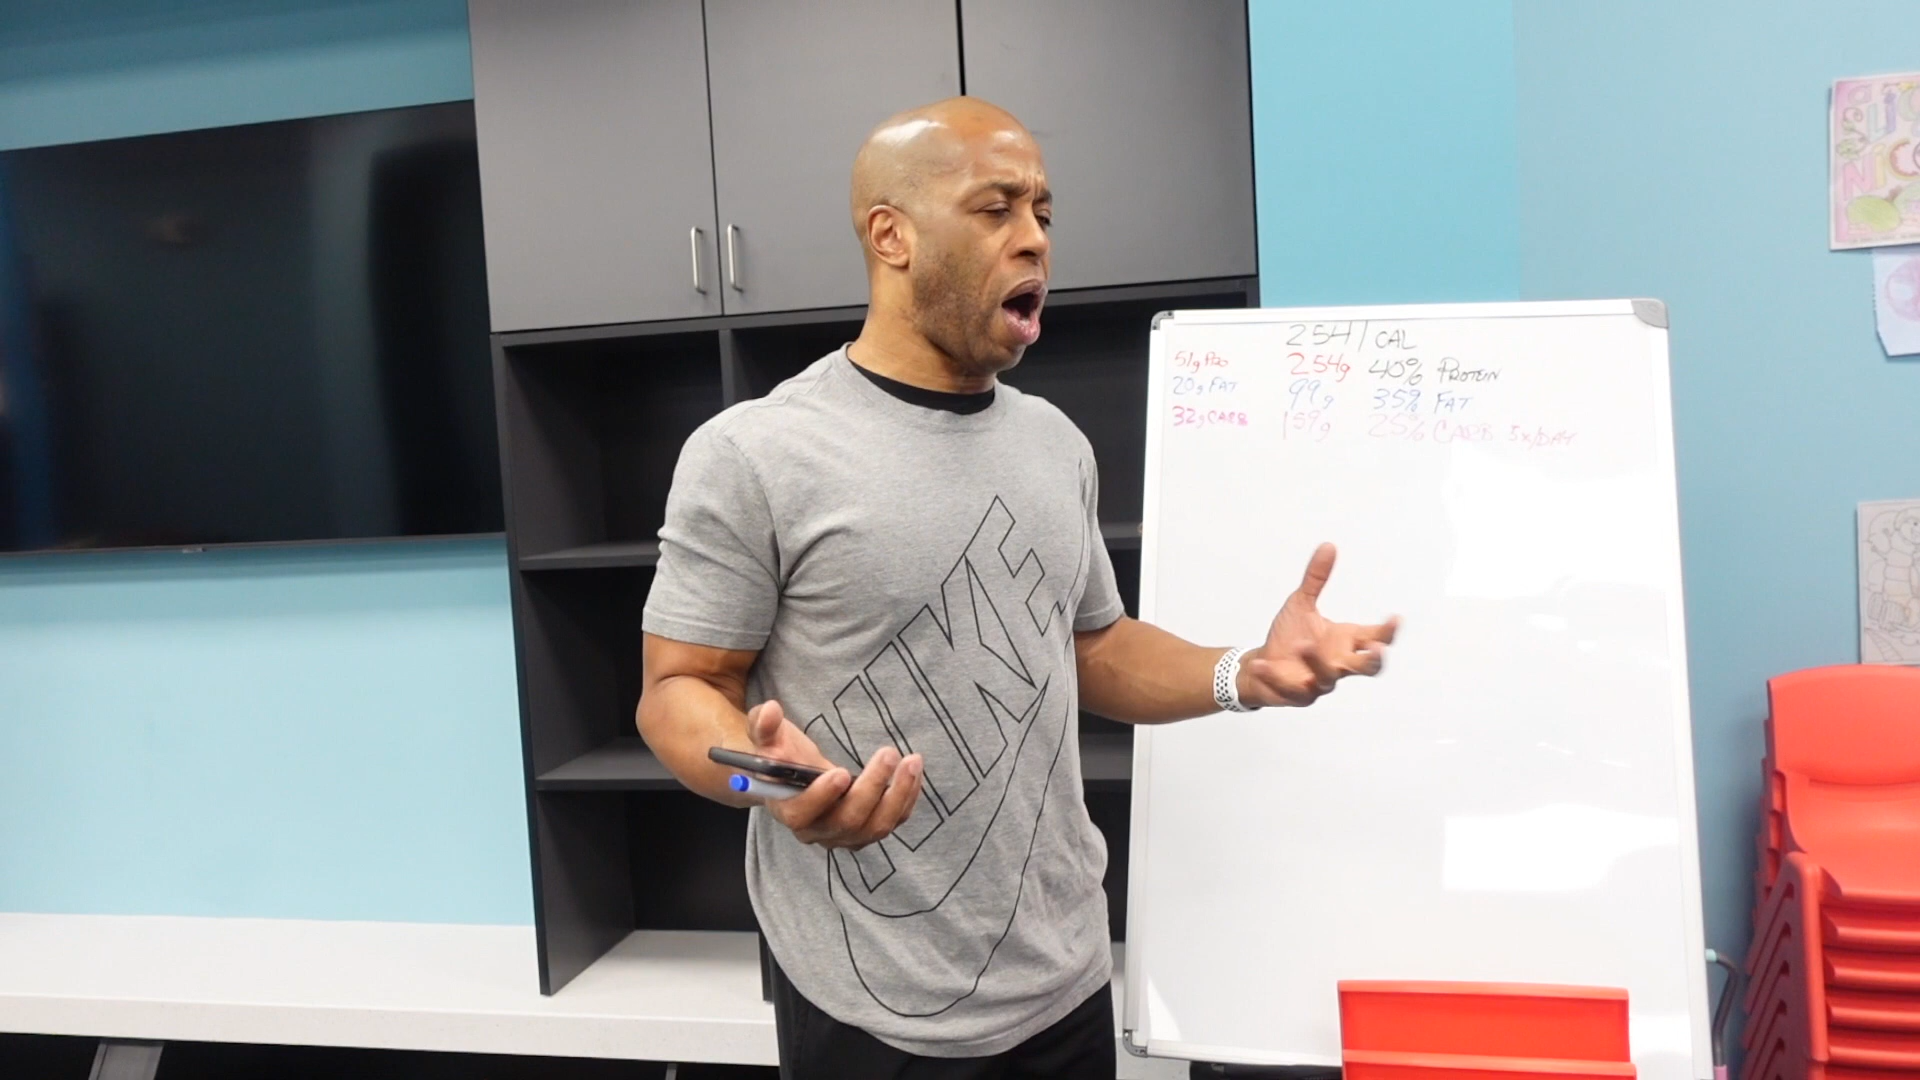 2541 CAL
51g PRO 254g 40% PROTEIN
20g FAT 99g 35% FAT
32g CARB 159g 25% CARB 5x/DAY
NIKE